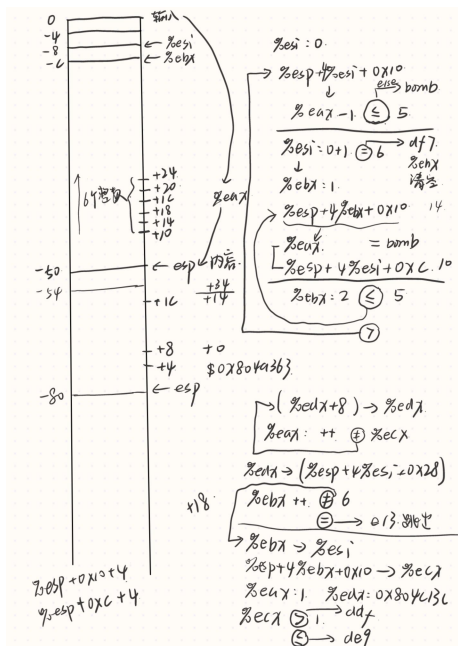 0
输入
-4
-8
← %esi
-c
← %ebx
+24
+20
+1c
+18
+14
+10
6个整数
%eax
-50
← esp
内容
-54
+34
+14
+1c
+8 +0
+4 $0x804a363
-80
← esp
%esp+0x10+4
%esp+0xc+4
%esi: 0
→ %esp+4%esi+0x10
↓
else → bomb
%eax -1 ≤ 5
%esi: 0+1 = 6 → df7
↓
%ebx
清空
%ebx: 1
%esp+4%ebx+0x10
14
%eax = bomb
%esp+4%esi+0xc 10
%ebx: 2 ≤ 5
>
(%edx+8) → %edx
%eax: ++ ≠ %ecx
%edx → (%esp+4%esi+0x28)
+18
%ebx ++ ≠ 6
= → e13 跳出
%ebx → %esi
%esp+4%ebx+0x10 → %ecx
%eax: 1 %edx: 0x804c13c
%ecx > 1 → ddf
≤ → de9